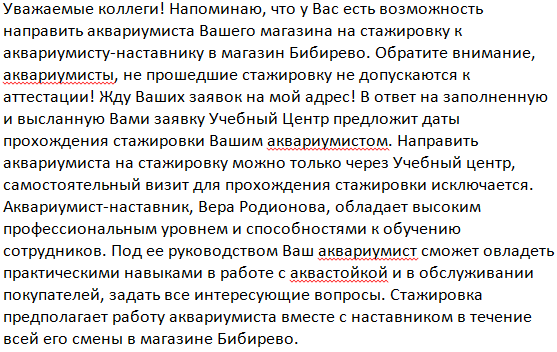 Уважаемые коллеги! Напоминаю, что у Вас есть возможность
направить аквариумиста Вашего магазина на стажировку к
аквариумисту-наставнику в магазин Бибирево. Обратите внимание,
аквариумисты, не прошедшие стажировку не допускаются к
аттестации! Жду Ваших заявок на мой адрес! В ответ на заполненную
и высланную Вами заявку Учебный Центр предложит даты
прохождения стажировки Вашим аквариумистом. Направить
аквариумиста на стажировку можно только через Учебный центр,
самостоятельный визит для прохождения стажировки исключается.
Аквариумист-наставник, Вера Родионова, обладает высоким
профессиональным уровнем и способностями к обучению
сотрудников. Под ее руководством Ваш аквариумист сможет овладеть
практическими навыками в работе с аквастойкой и в обслуживании
покупателей, задать все интересующие вопросы. Стажировка
предполагает работу аквариумиста вместе с наставником в течение
всей его смены в магазине Бибирево.